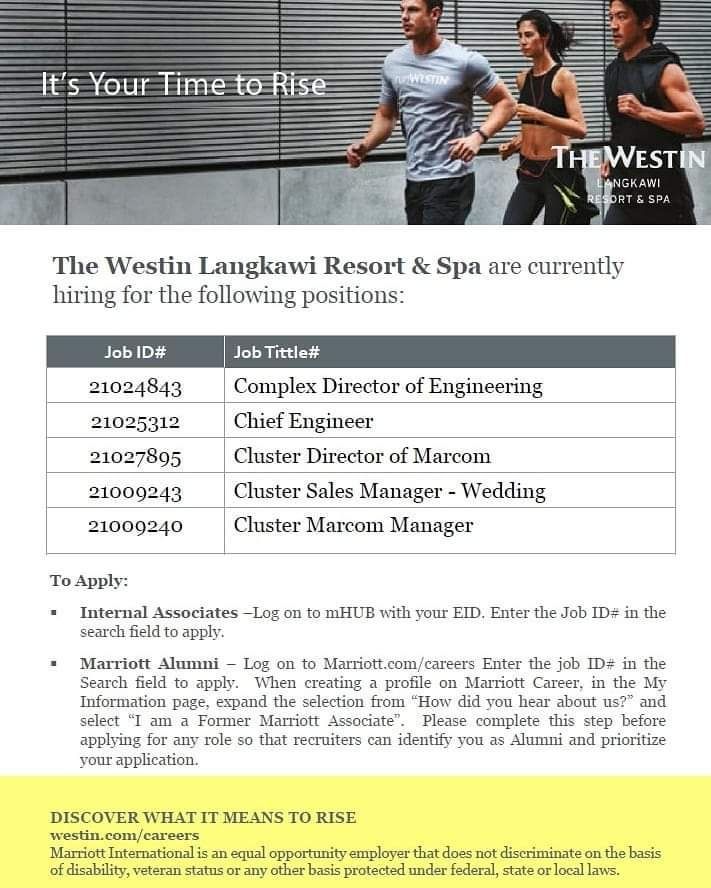 It's Your Time to Rise
runWESTIN
THE WESTIN
LANGKAWI
RESORT & SPA
The Westin Langkawi Resort & Spa are currently
hiring for the following positions:
Job ID# Job Tittle#
21024843 Complex Director of Engineering
21025312 Chief Engineer
21027895 Cluster Director of Marcom
21009243 Cluster Sales Manager - Wedding
21009240 Cluster Marcom Manager
To Apply:
▪ Internal Associates –Log on to mHUB with your EID. Enter the Job ID# in the
search field to apply.
▪ Marriott Alumni – Log on to Marriott.com/careers Enter the job ID# in the
Search field to apply. When creating a profile on Marriott Career, in the My
Information page, expand the selection from “How did you hear about us?” and
select “I am a Former Marriott Associate”. Please complete this step before
applying for any role so that recruiters can identify you as Alumni and prioritize
your application.
DISCOVER WHAT IT MEANS TO RISE
westin.com/careers
Marriott International is an equal opportunity employer that does not discriminate on the basis
of disability, veteran status or any other basis protected under federal, state or local laws.